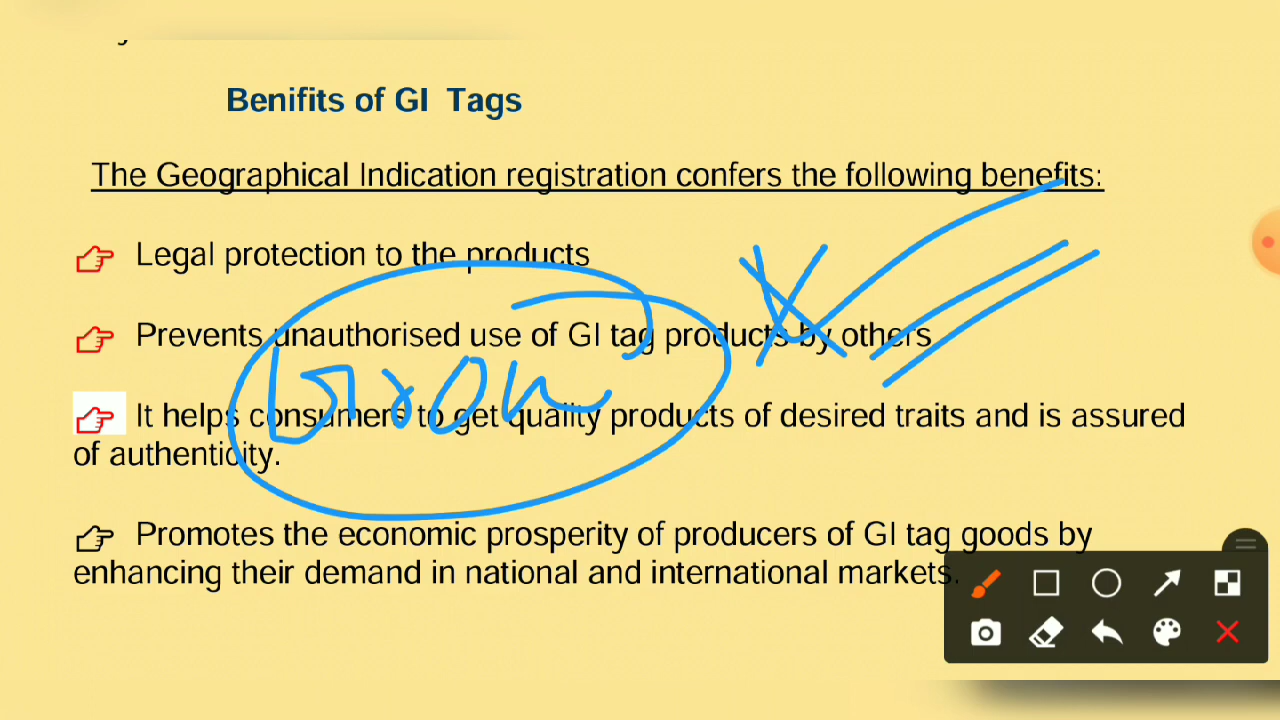 Benifits of GI Tags
The Geographical Indication registration confers the following benefits:
Legal protection to the products
Prevents unauthorised use of GI tag products by others
It helps consumers to get quality products of desired traits and is assured
of authenticity.
Promotes the economic prosperity of producers of GI tag goods by
enhancing their demand in national and international markets.